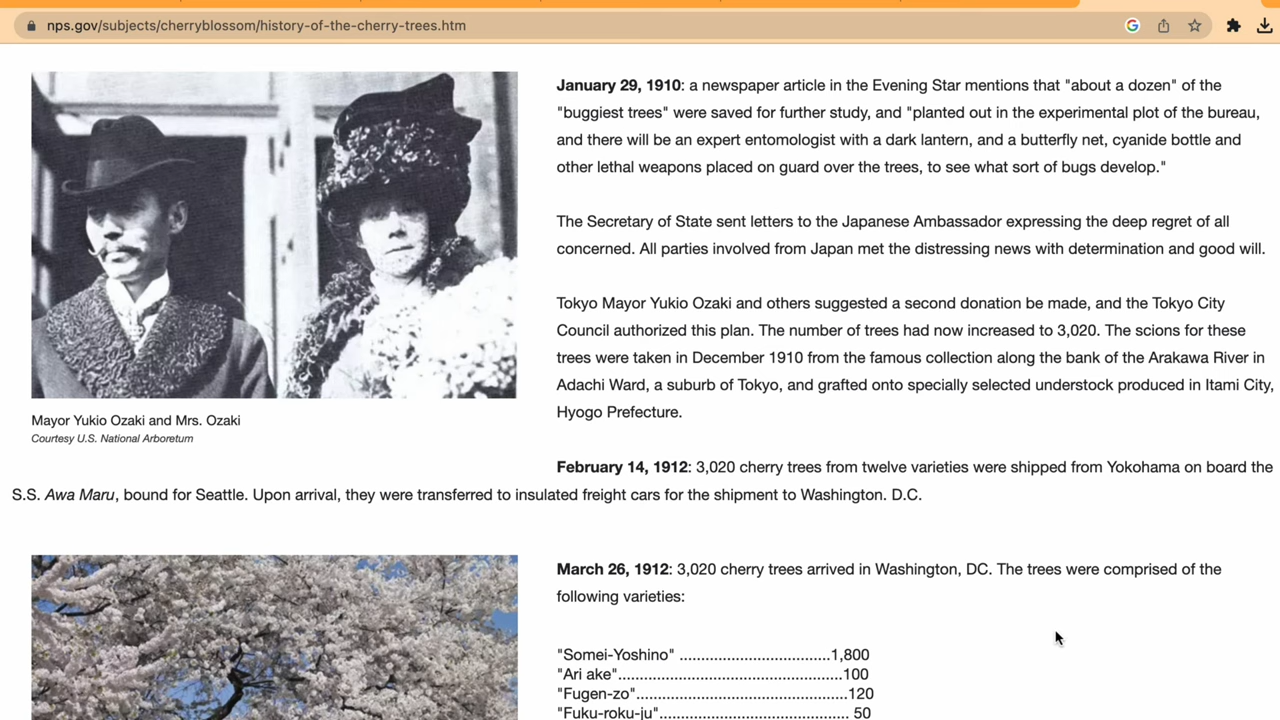 nps.gov/subjects/cherryblossom/history-of-the-cherry-trees.htm
January 29, 1910: a newspaper article in the Evening Star mentions that "about a dozen" of the
"buggiest trees" were saved for further study, and "planted out in the experimental plot of the bureau,
and there will be an expert entomologist with a dark lantern, and a butterfly net, cyanide bottle and
other lethal weapons placed on guard over the trees, to see what sort of bugs develop."
The Secretary of State sent letters to the Japanese Ambassador expressing the deep regret of all
concerned. All parties involved from Japan met the distressing news with determination and good will.
Tokyo Mayor Yukio Ozaki and others suggested a second donation be made, and the Tokyo City
Council authorized this plan. The number of trees had now increased to 3,020. The scions for these
trees were taken in December 1910 from the famous collection along the bank of the Arakawa River in
Adachi Ward, a suburb of Tokyo, and grafted onto specially selected understock produced in Itami City,
Hyogo Prefecture.
Mayor Yukio Ozaki and Mrs. Ozaki
Courtesy U.S. National Arboretum
February 14, 1912: 3,020 cherry trees from twelve varieties were shipped from Yokohama on board the
S.S. Awa Maru, bound for Seattle. Upon arrival, they were transferred to insulated freight cars for the shipment to Washington. D.C.
March 26, 1912: 3,020 cherry trees arrived in Washington, DC. The trees were comprised of the
following varieties:
"Somei-Yoshino" ...................................1,800
"Ari ake"....................................................100
"Fugen-zo".................................................120
"Fuku-roku-ju"............................................ 50